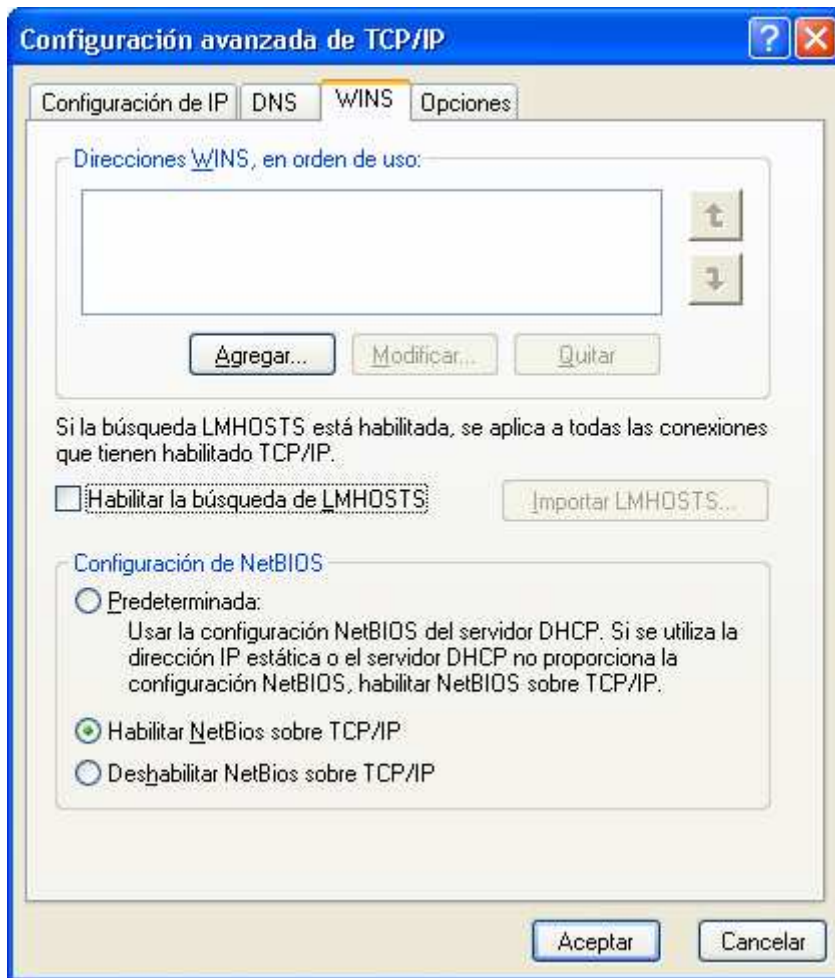 Configuración avanzada de TCP/IP
Configuración de IP DNS WINS Opciones
Direcciones WINS, en orden de uso:
Agregar... Modificar... Quitar
Si la búsqueda LMHOSTS está habilitada, se aplica a todas las conexiones
que tienen habilitado TCP/IP.
Habilitar la búsqueda de LMHOSTS Importar LMHOSTS...
Configuración de NetBIOS
Predeterminada:
Usar la configuración NetBIOS del servidor DHCP. Si se utiliza la
dirección IP estática o el servidor DHCP no proporciona la
configuración NetBIOS, habilitar NetBIOS sobre TCP/IP.
Habilitar NetBios sobre TCP/IP
Deshabilitar NetBios sobre TCP/IP
Aceptar Cancelar